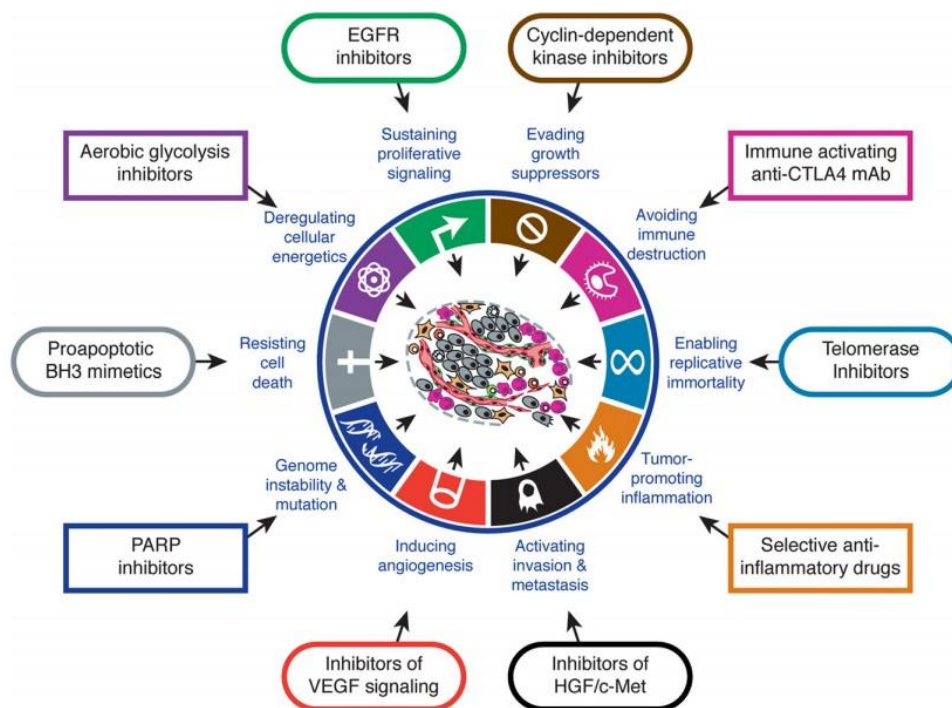 EGFR
inhibitors
Cyclin-dependent
kinase inhibitors
Sustaining
proliferative
signaling
Evading
growth
suppressors
Aerobic glycolysis
inhibitors
Immune activating
anti-CTLA4 mAb
Deregulating
cellular
energetics
Avoiding
immune
destruction
Proapoptotic
BH3 mimetics
Resisting
cell
death
Enabling
replicative
immortality
Telomerase
Inhibitors
Genome
instability &
mutation
Tumor-
promoting
inflammation
PARP
inhibitors
Inducing
angiogenesis
Activating
invasion &
metastasis
Selective anti-
inflammatory drugs
Inhibitors of
VEGF signaling
Inhibitors of
HGF/c-Met